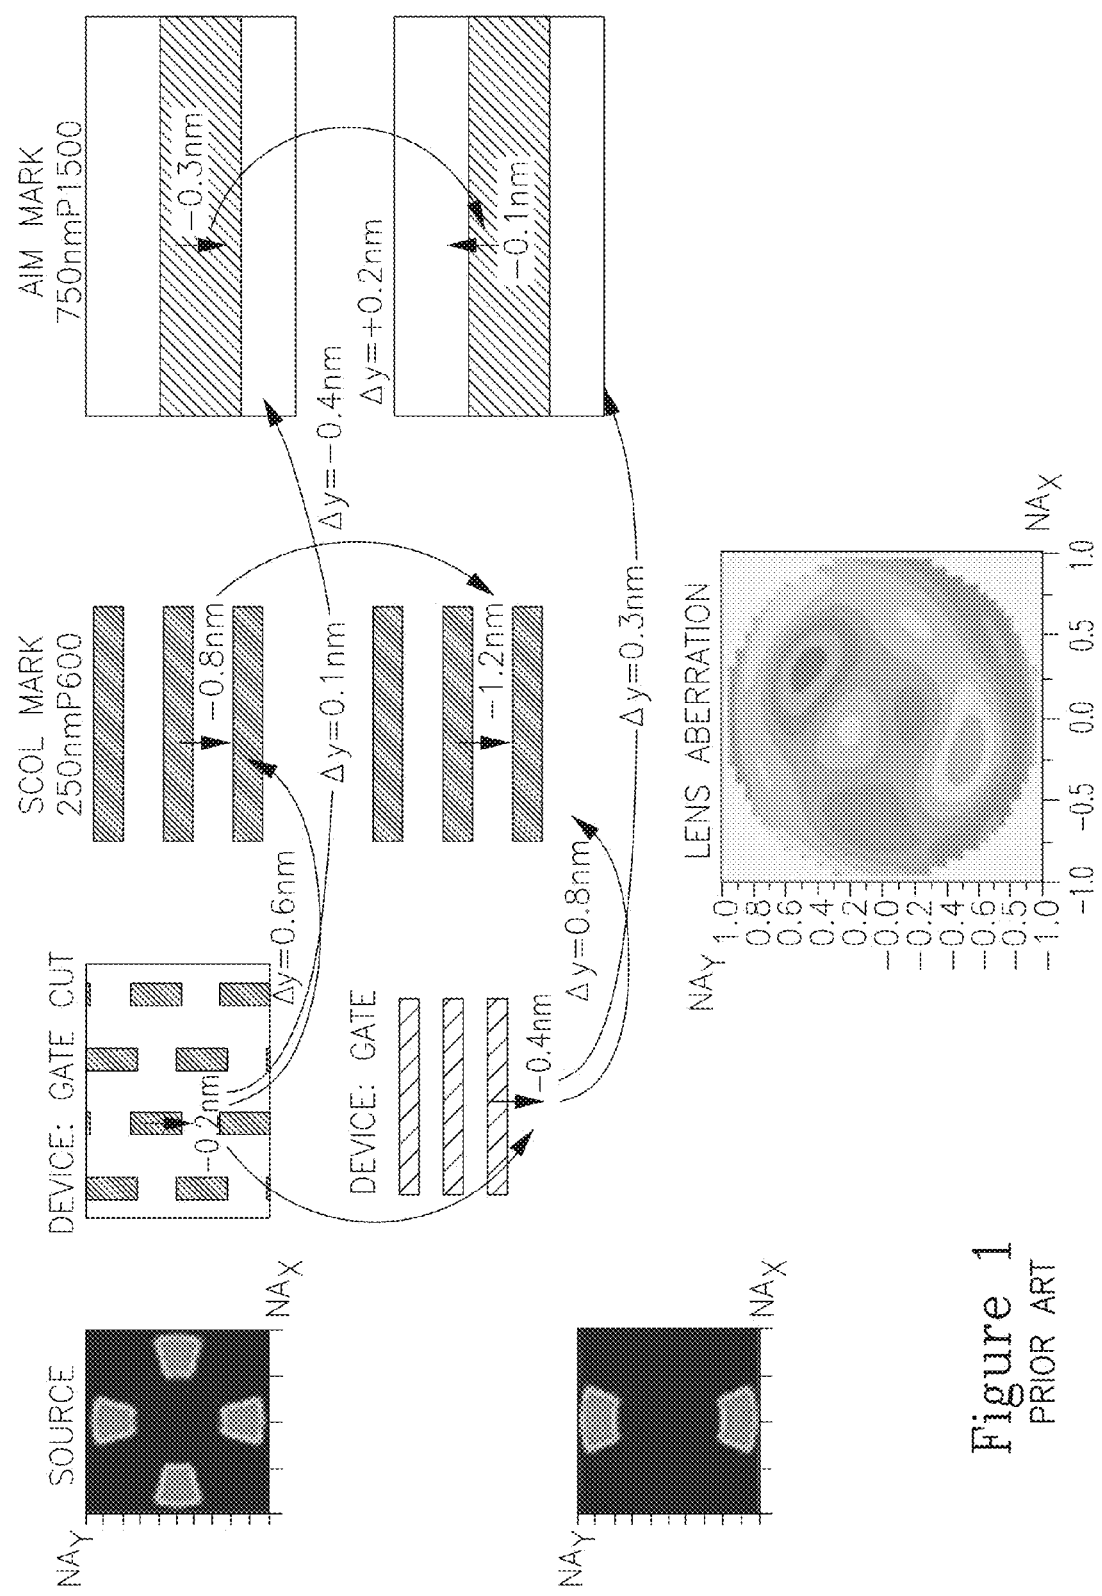 SOURCE
NAY
NAX
DEVICE: GATE CUT
-0.2nm
Δy=0.6nm
SCOL MARK
250nmP600
-0.8nm
Δy=0.1nm
AIM MARK
750nmP1500
-0.3nm
Δy=-0.4nm
Δy=+0.2nm
NAY
NAX
DEVICE: GATE
-0.4nm
Δy=0.8nm
-1.2nm
Δy=0.3nm
-0.1nm
LENS ABERRATION
NAY
1.0
0.8
0.6
0.4
0.2
-0.0
-0.2
-0.4
-0.6
-0.5
-1.0
-1.0
-0.5
0.0
0.5
1.0
NAX
Figure 1
PRIOR ART